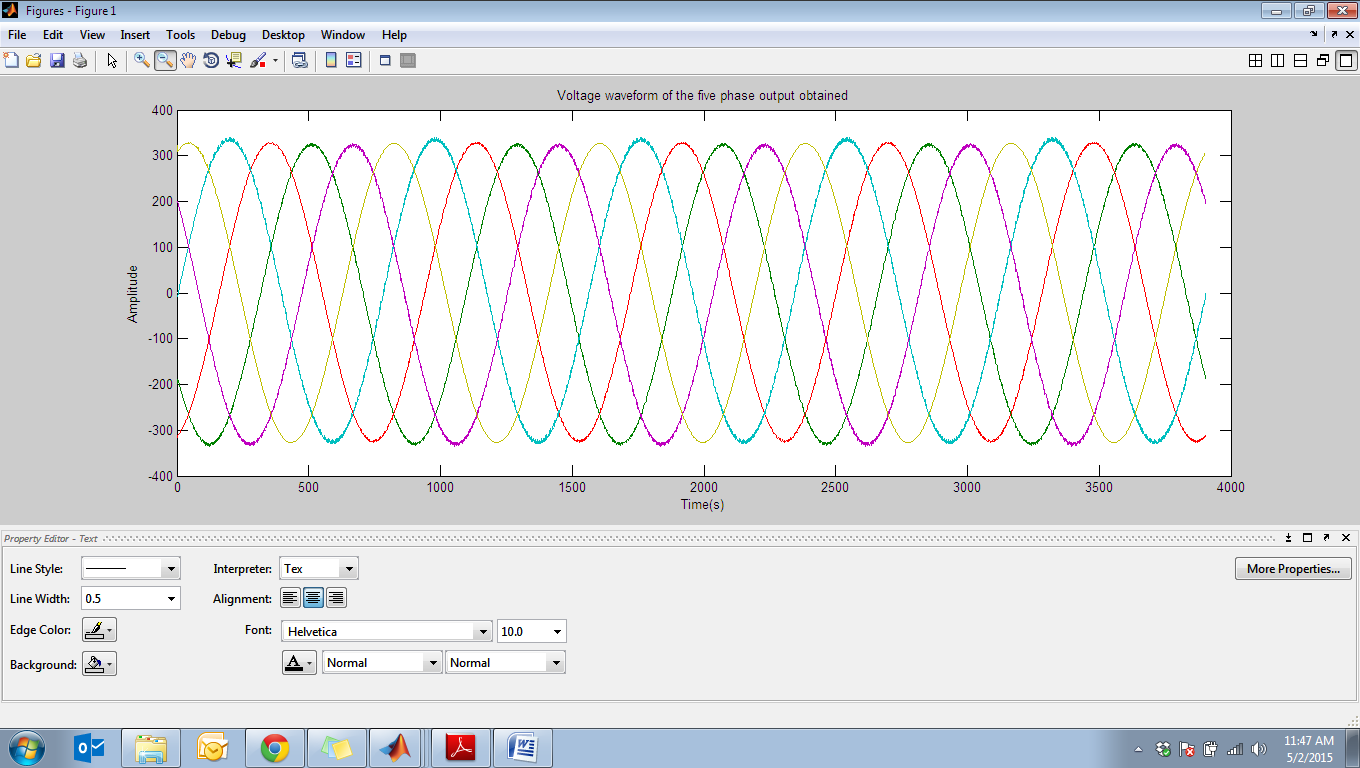 Figures - Figure 1
File Edit View Insert Tools Debug Desktop Window Help
Voltage waveform of the five phase output obtained
400
300
200
100
0
-100
-200
-300
-400
Amplitude
0 500 1000 1500 2000 2500 3000 3500 4000
Time(s)
Property Editor - Text
Line Style: Interpreter: Tex More Properties...
Line Width: 0.5 Alignment:
Edge Color: Font: Helvetica 10.0
Background: A Normal Normal
11:47 AM
5/2/2015